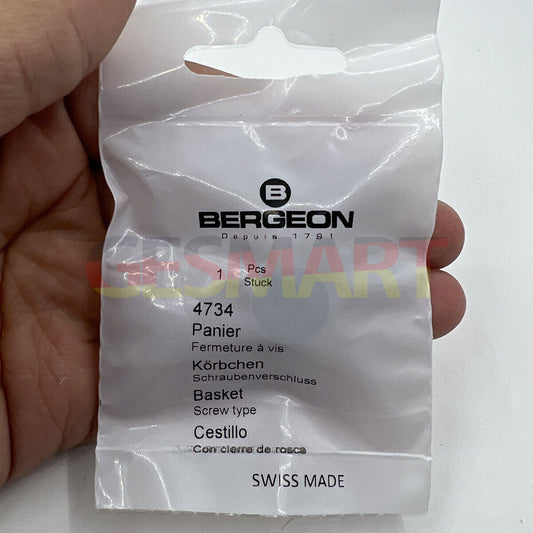 B
BERGEON
Depuis 1791
GESMART
1 Pcs
Stuck
4734
Panier
Fermeture à vis
Körbchen
Schraubenverschluss
Basket
Screw type
Cestillo
Con cierre de rosca
SWISS MADE